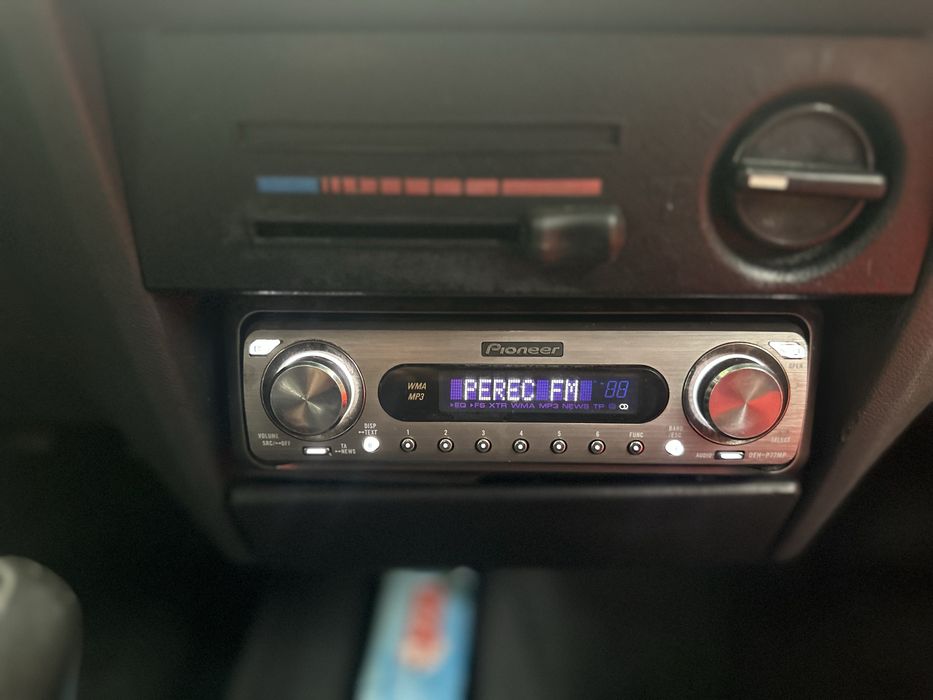 Pioneer
WMA
MP3
PEREC FM
EQ FS XTR WMA MP3 NEWS TP
DISP
TEXT
1 2 3 4 5 6 FUNC
BAND
/ESC
VOLUME
SRC/OFF
TA
NEWS
OPEN
SELECT
AUDIO
DEH-P77MP